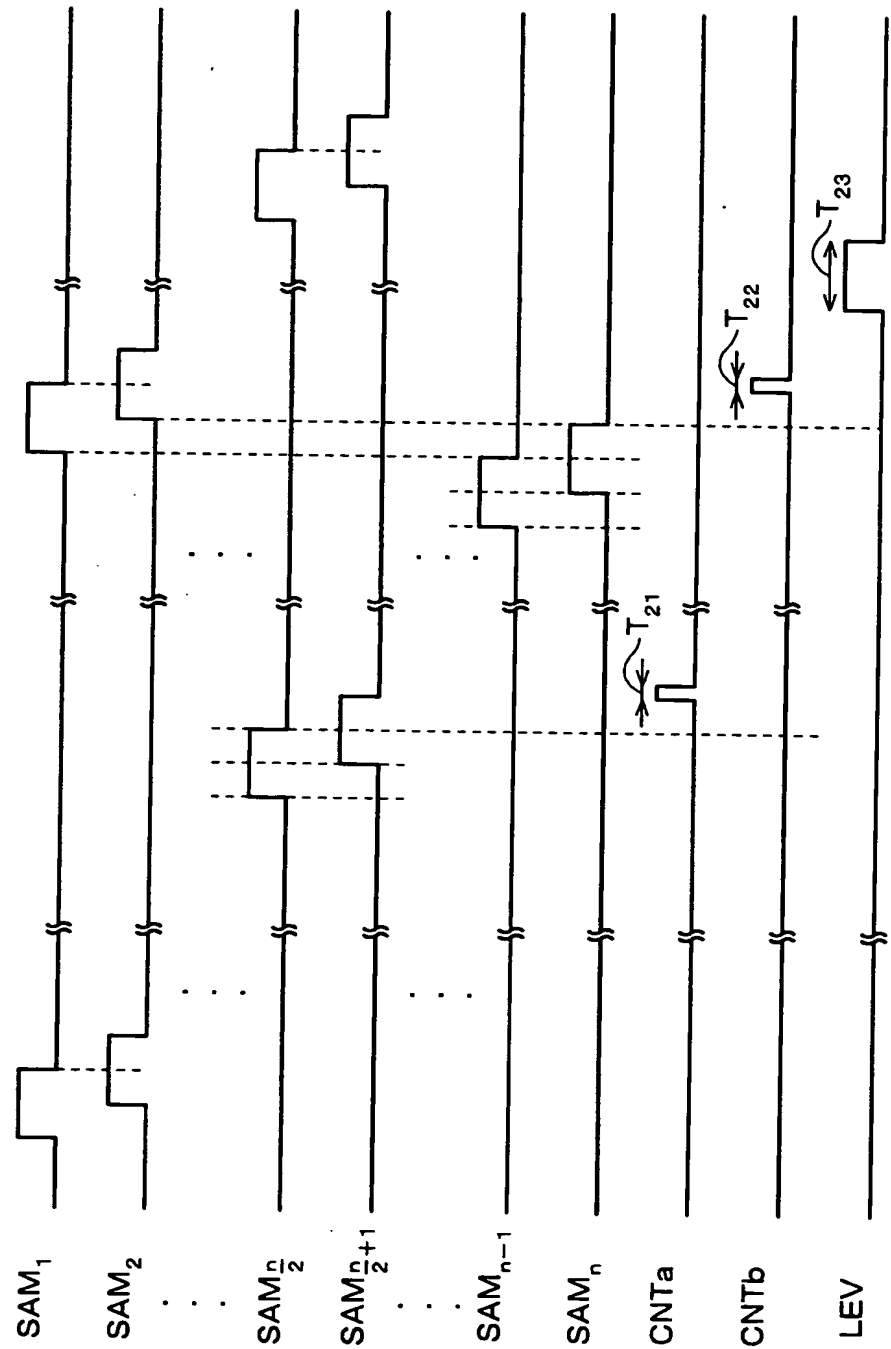 SAM₁
SAM₂
. . .
SAMn/2
SAMn/2+1
. . .
SAMn−1
SAMn
CNTa
CNTb
LEV
T₂₁
T₂₂
T₂₃